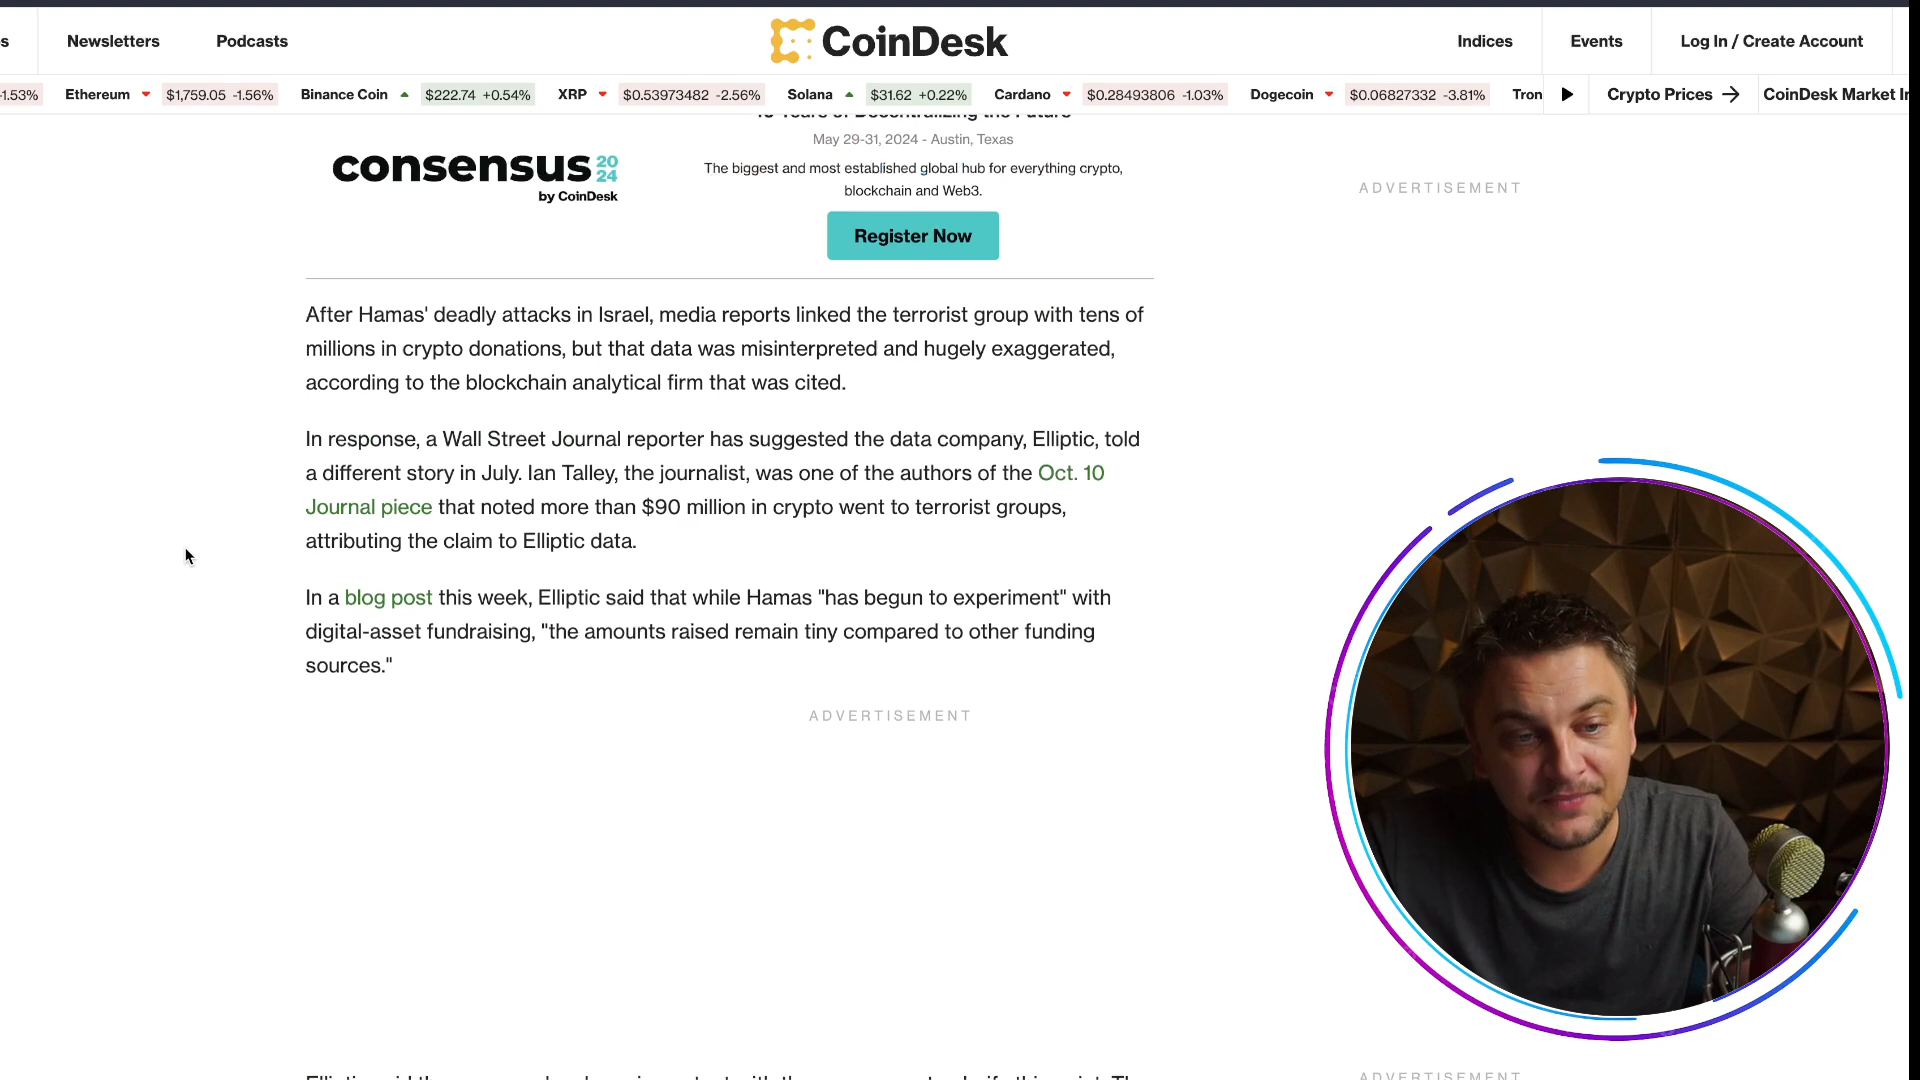 s
Newsletters
Podcasts
CoinDesk
Indices
Events
Log In / Create Account
-1.53%
Ethereum $1,759.05 -1.56%
Binance Coin $222.74 +0.54%
XRP $0.53973482 -2.56%
Solana $31.62 +0.22%
Cardano $0.28493806 -1.03%
Dogecoin $0.06827332 -3.81%
Tron
Crypto Prices
CoinDesk Market
consensus 2024
by CoinDesk
Years of Decentralizing the Future
May 29-31, 2024 - Austin, Texas
The biggest and most established global hub for everything crypto,
blockchain and Web3.
Register Now
ADVERTISEMENT
After Hamas' deadly attacks in Israel, media reports linked the terrorist group with tens of
millions in crypto donations, but that data was misinterpreted and hugely exaggerated,
according to the blockchain analytical firm that was cited.
In response, a Wall Street Journal reporter has suggested the data company, Elliptic, told
a different story in July. Ian Talley, the journalist, was one of the authors of the Oct. 10
Journal piece that noted more than $90 million in crypto went to terrorist groups,
attributing the claim to Elliptic data.
In a blog post this week, Elliptic said that while Hamas "has begun to experiment" with
digital-asset fundraising, "the amounts raised remain tiny compared to other funding
sources."
ADVERTISEMENT
ADVERTISEMENT